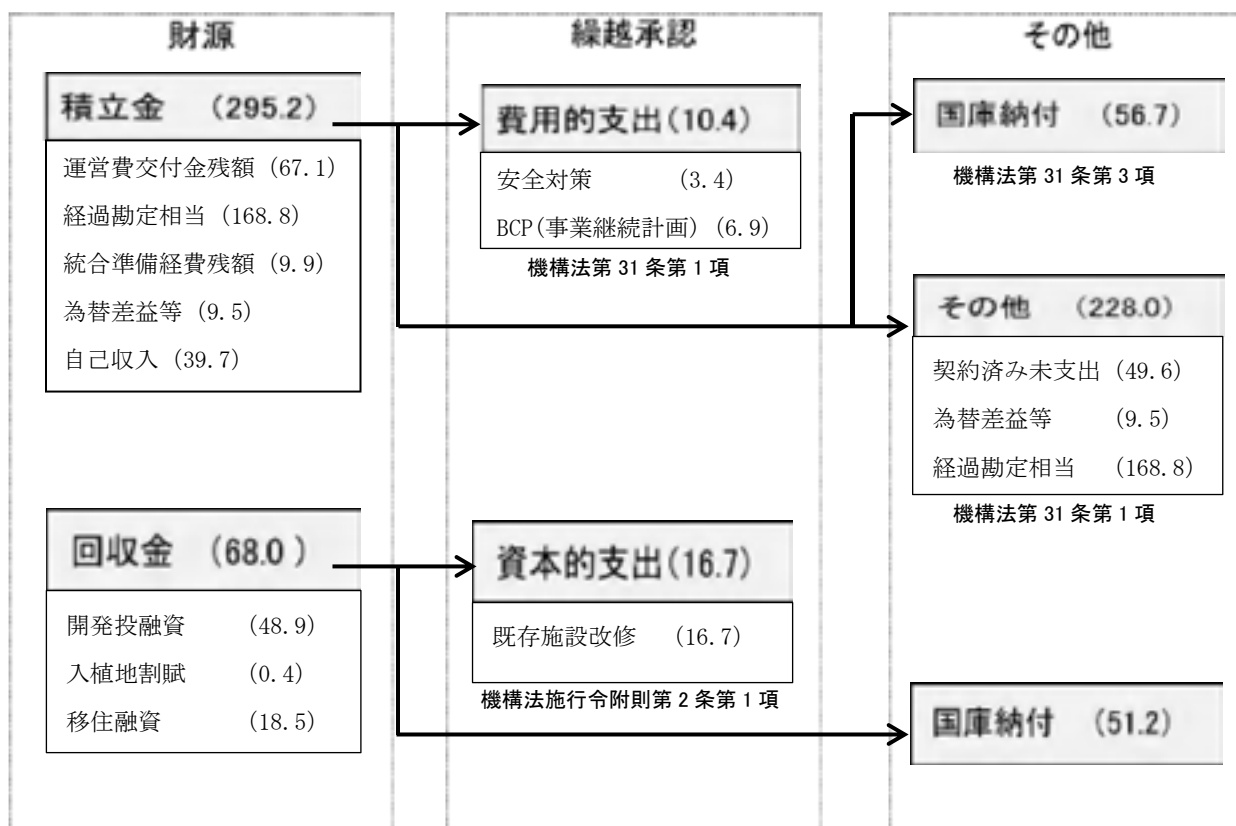 財源
積立金 (295.2)
運営費交付金残額 (67.1)
経過勘定相当 (168.8)
統合準備経費残額 (9.9)
為替差益等 (9.5)
自己収入 (39.7)
回収金 (68.0 )
開発投融資 (48.9)
入植地割賦 (0.4)
移住融資 (18.5)
繰越承認
費用的支出(10.4)
安全対策 (3.4)
BCP(事業継続計画) (6.9)
機構法第 31 条第 1 項
資本的支出(16.7)
既存施設改修 (16.7)
機構法施行令附則第 2 条第 1 項
その他
国庫納付 (56.7)
機構法第 31 条第 3 項
その他 (228.0)
契約済み未支出 (49.6)
為替差益等 (9.5)
経過勘定相当 (168.8)
機構法第 31 条第 1 項
国庫納付 (51.2)